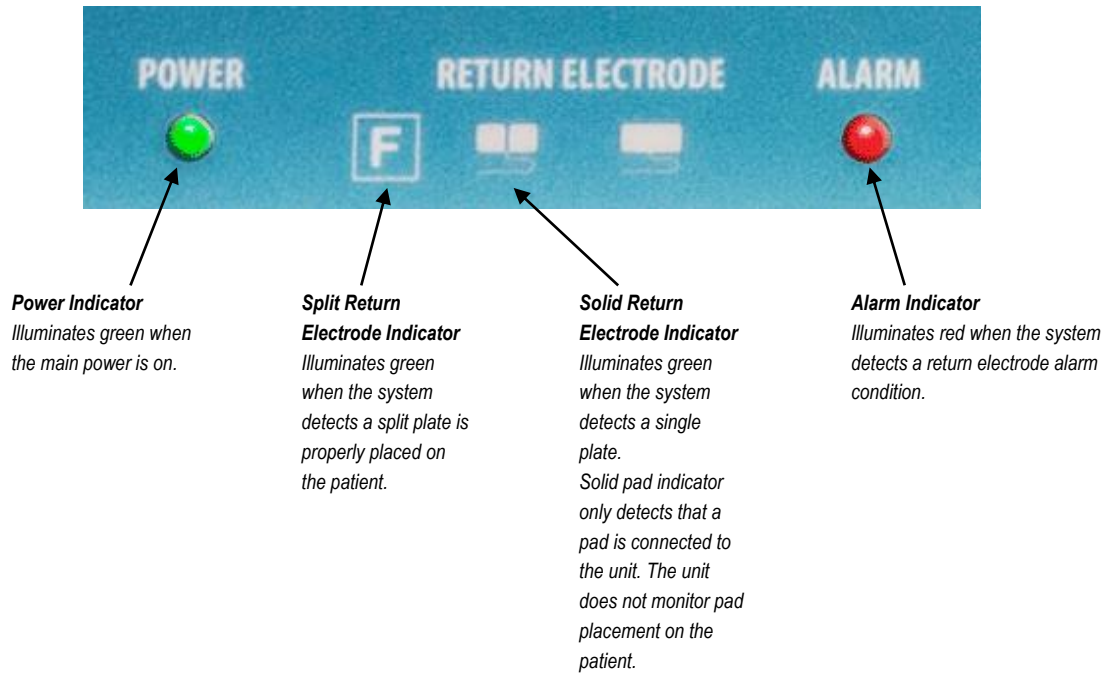 POWER
RETURN ELECTRODE
ALARM
F
Power Indicator
Illuminates green when
the main power is on.
Split Return
Electrode Indicator
Illuminates green
when the system
detects a split plate is
properly placed on
the patient.
Solid Return
Electrode Indicator
Illuminates green
when the system
detects a single
plate.
Solid pad indicator
only detects that a
pad is connected to
the unit. The unit
does not monitor pad
placement on the
patient.
Alarm Indicator
Illuminates red when the system
detects a return electrode alarm
condition.